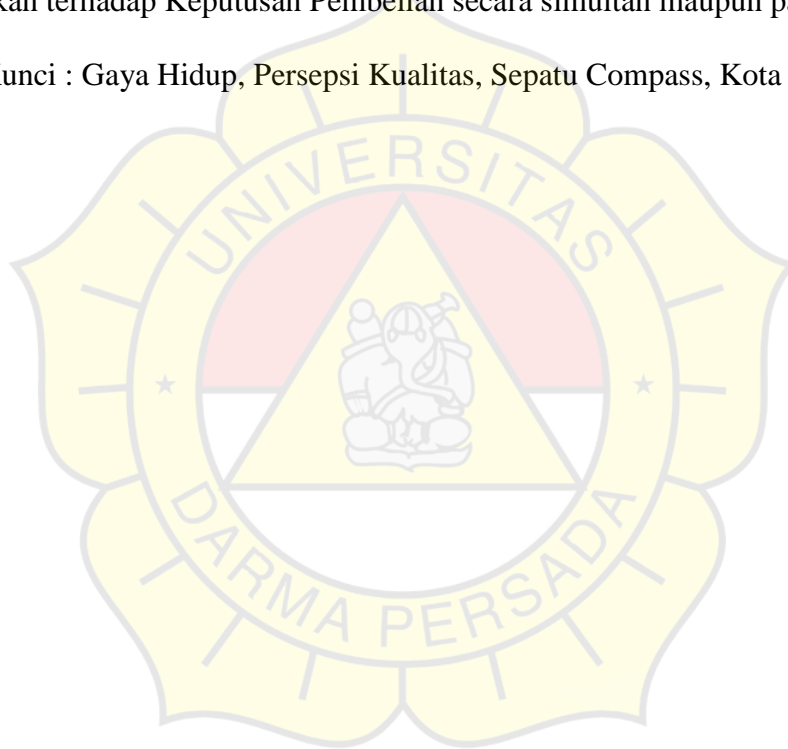 kan terhadap Keputusan Pembelian secara simultan maupun pa
unci : Gaya Hidup, Persepsi Kualitas, Sepatu Compass, Kota
UNIVERSITAS
DARMA PERSADA